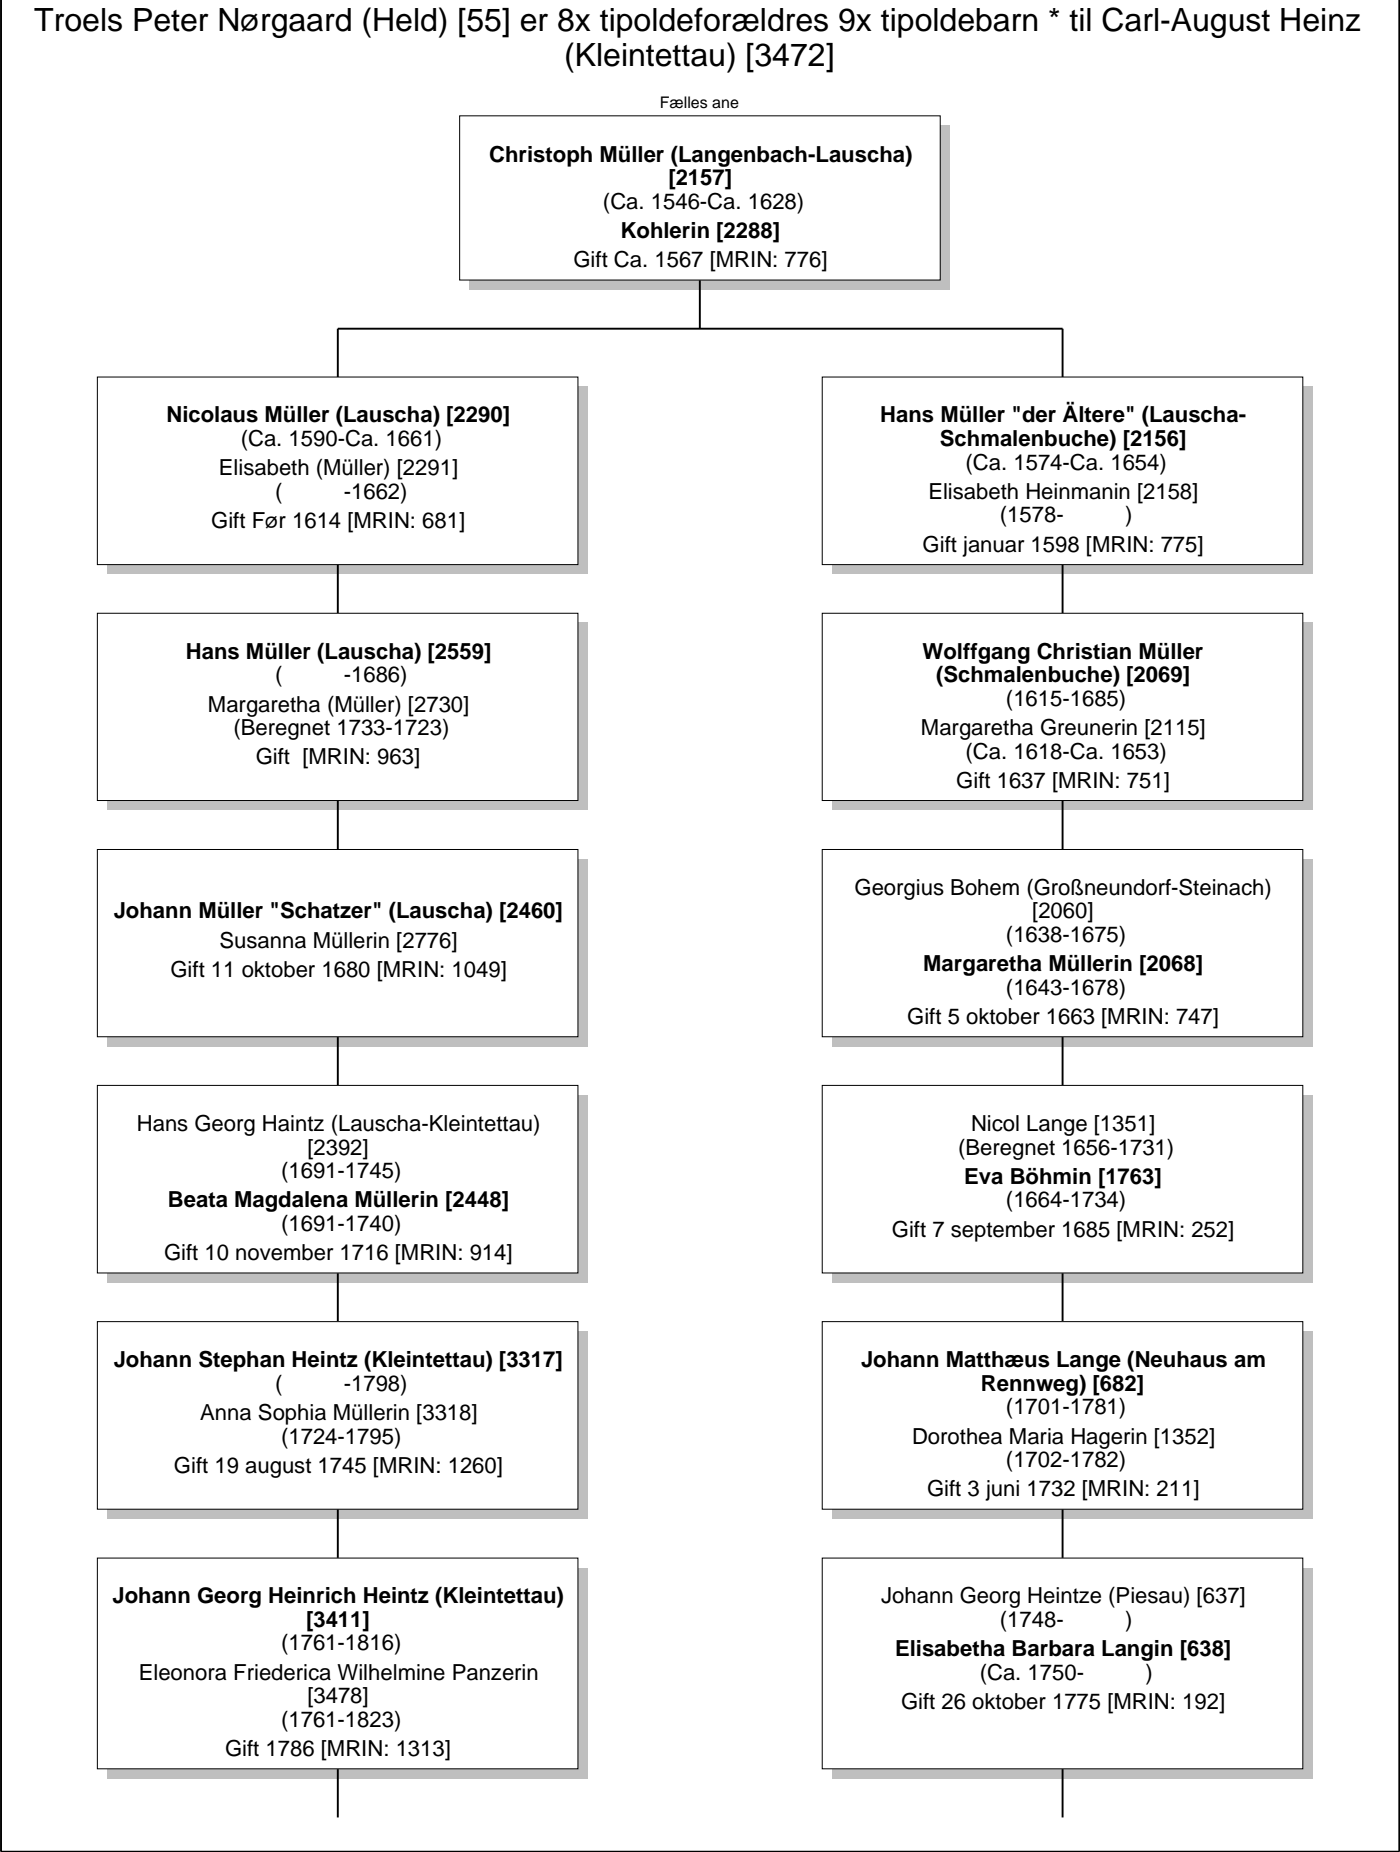 Troels Peter Nørgaard (Held) [55] er 8x tipoldeforældres 9x tipoldebarn * til Carl-August Heinz
(Kleintettau) [3472]
Fælles ane
Christoph Müller (Langenbach-Lauscha)
[2157]
(Ca. 1546-Ca. 1628)
Kohlerin [2288]
Gift Ca. 1567 [MRIN: 776]
Nicolaus Müller (Lauscha) [2290]
(Ca. 1590-Ca. 1661)
Elisabeth (Müller) [2291]
(          -1662)
Gift Før 1614 [MRIN: 681]
Hans Müller "der Ältere" (Lauscha-
Schmalenbuche) [2156]
(Ca. 1574-Ca. 1654)
Elisabeth Heinmanin [2158]
(1578-          )
Gift januar 1598 [MRIN: 775]
Hans Müller (Lauscha) [2559]
(          -1686)
Margaretha (Müller) [2730]
(Beregnet 1733-1723)
Gift  [MRIN: 963]
Wolffgang Christian Müller
(Schmalenbuche) [2069]
(1615-1685)
Margaretha Greunerin [2115]
(Ca. 1618-Ca. 1653)
Gift 1637 [MRIN: 751]
Johann Müller "Schatzer" (Lauscha) [2460]
Susanna Müllerin [2776]
Gift 11 oktober 1680 [MRIN: 1049]
Georgius Bohem (Großneundorf-Steinach)
[2060]
(1638-1675)
Margaretha Müllerin [2068]
(1643-1678)
Gift 5 oktober 1663 [MRIN: 747]
Hans Georg Haintz (Lauscha-Kleintettau)
[2392]
(1691-1745)
Beata Magdalena Müllerin [2448]
(1691-1740)
Gift 10 november 1716 [MRIN: 914]
Nicol Lange [1351]
(Beregnet 1656-1731)
Eva Böhmin [1763]
(1664-1734)
Gift 7 september 1685 [MRIN: 252]
Johann Stephan Heintz (Kleintettau) [3317]
(          -1798)
Anna Sophia Müllerin [3318]
(1724-1795)
Gift 19 august 1745 [MRIN: 1260]
Johann Matthæus Lange (Neuhaus am
Rennweg) [682]
(1701-1781)
Dorothea Maria Hagerin [1352]
(1702-1782)
Gift 3 juni 1732 [MRIN: 211]
Johann Georg Heinrich Heintz (Kleintettau)
[3411]
(1761-1816)
Eleonora Friederica Wilhelmine Panzerin
[3478]
(1761-1823)
Gift 1786 [MRIN: 1313]
Johann Georg Heintze (Piesau) [637]
(1748-          )
Elisabetha Barbara Langin [638]
(Ca. 1750-          )
Gift 26 oktober 1775 [MRIN: 192]